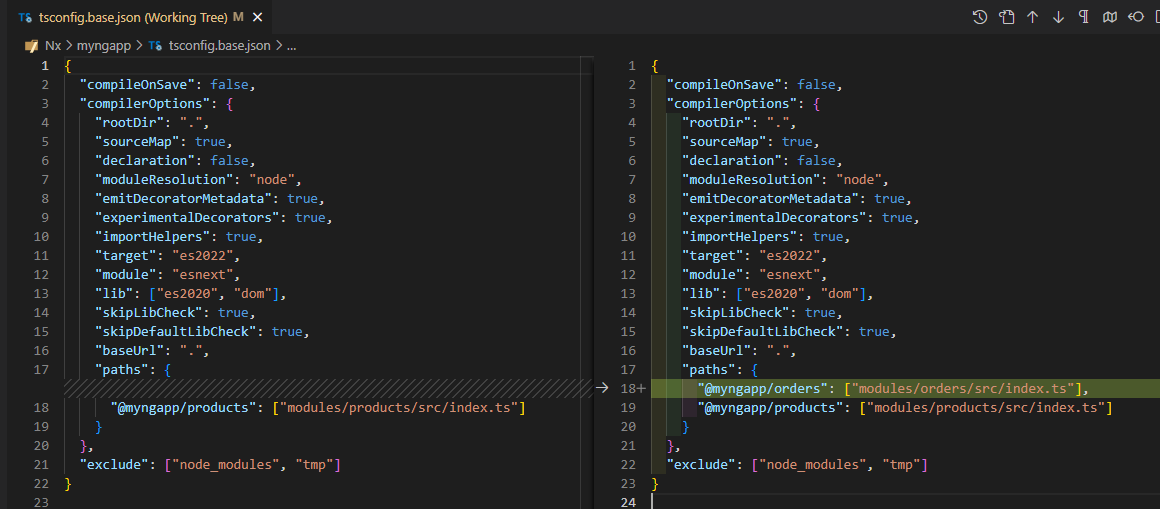 TS tsconfig.base.json (Working Tree) M
Nx > myngapp > TS tsconfig.base.json > ...
1 {
2 "compileOnSave": false,
3 "compilerOptions": {
4 "rootDir": ".",
5 "sourceMap": true,
6 "declaration": false,
7 "moduleResolution": "node",
8 "emitDecoratorMetadata": true,
9 "experimentalDecorators": true,
10 "importHelpers": true,
11 "target": "es2022",
12 "module": "esnext",
13 "lib": ["es2020", "dom"],
14 "skipLibCheck": true,
15 "skipDefaultLibCheck": true,
16 "baseUrl": ".",
17 "paths": {
18 "@myngapp/products": ["modules/products/src/index.ts"]
19 }
20 },
21 "exclude": ["node_modules", "tmp"]
22 }
23
1 {
2 "compileOnSave": false,
3 "compilerOptions": {
4 "rootDir": ".",
5 "sourceMap": true,
6 "declaration": false,
7 "moduleResolution": "node",
8 "emitDecoratorMetadata": true,
9 "experimentalDecorators": true,
10 "importHelpers": true,
11 "target": "es2022",
12 "module": "esnext",
13 "lib": ["es2020", "dom"],
14 "skipLibCheck": true,
15 "skipDefaultLibCheck": true,
16 "baseUrl": ".",
17 "paths": {
18+ "@myngapp/orders": ["modules/orders/src/index.ts"],
19 "@myngapp/products": ["modules/products/src/index.ts"]
20 }
21 },
22 "exclude": ["node_modules", "tmp"]
23 }
24